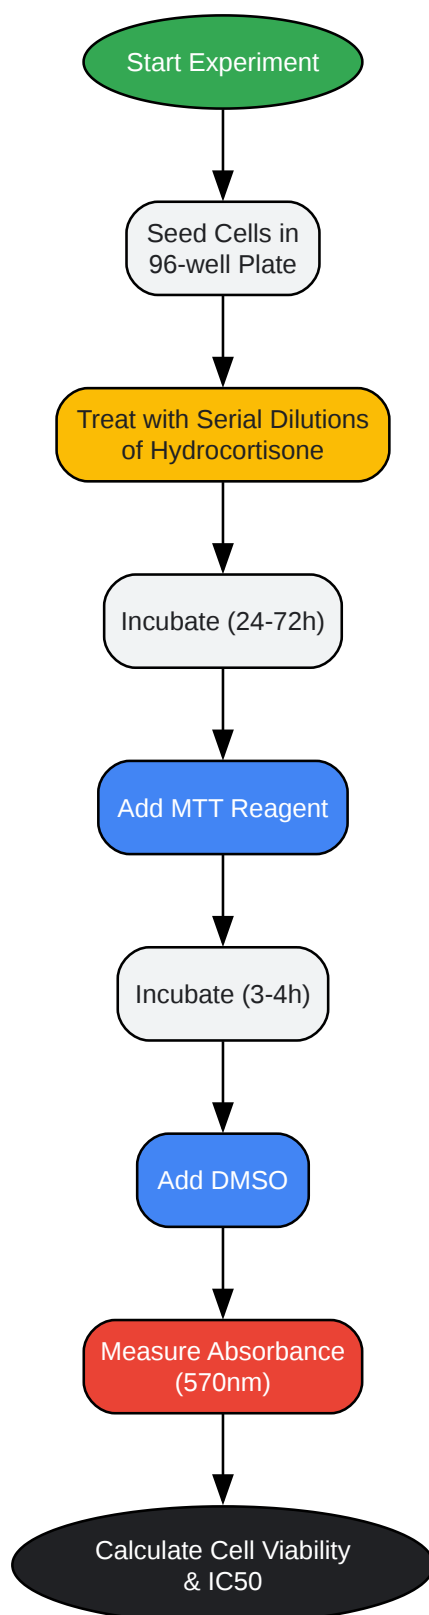 Start Experiment
Seed Cells in
96-well Plate
Treat with Serial Dilutions
of Hydrocortisone
Incubate (24-72h)
Add MTT Reagent
Incubate (3-4h)
Add DMSO
Measure Absorbance
(570nm)
Calculate Cell Viability
& IC50